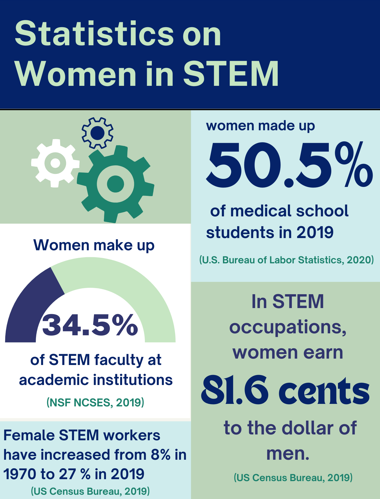 Statistics on
Women in STEM
women made up
50.5%
of medical school
students in 2019
(U.S. Bureau of Labor Statistics, 2020)
Women make up
34.5%
of STEM faculty at
academic institutions
(NSF NCSES, 2019)
In STEM
occupations,
women earn
81.6 cents
to the dollar of
men.
(US Census Bureau, 2019)
Female STEM workers
have increased from 8% in
1970 to 27 % in 2019
(US Census Bureau, 2019)